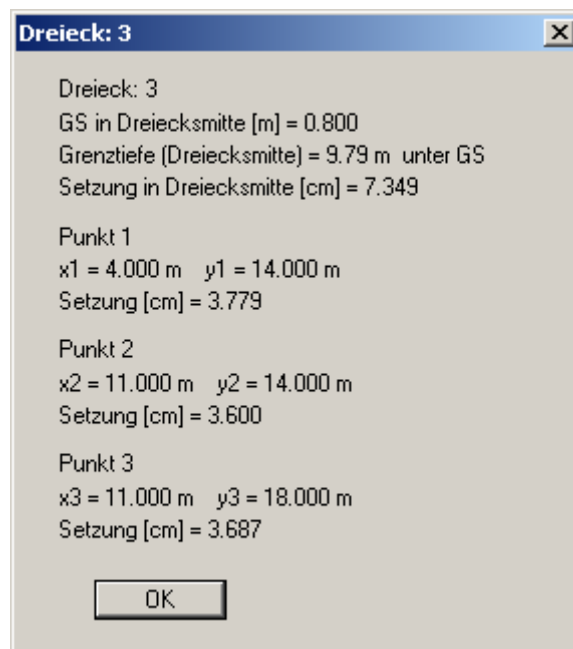 Dreieck: 3
Dreieck: 3
GS in Dreiecksmitte [m] = 0.800
Grenztiefe (Dreiecksmitte) = 9.79 m unter GS
Setzung in Dreiecksmitte [cm] = 7.349
Punkt 1
x1 = 4.000 m y1 = 14.000 m
Setzung [cm] = 3.779
Punkt 2
x2 = 11.000 m y2 = 14.000 m
Setzung [cm] = 3.600
Punkt 3
x3 = 11.000 m y3 = 18.000 m
Setzung [cm] = 3.687
OK